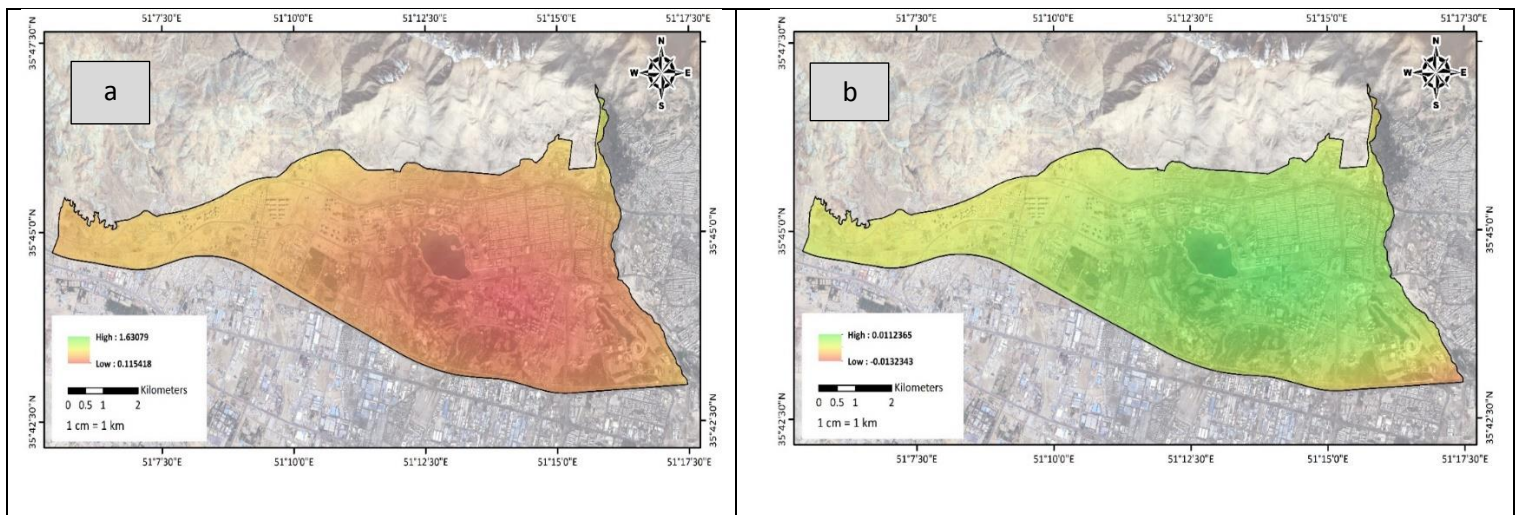 51°7'30"E 51°10'0"E 51°12'30"E 51°15'0"E 51°17'30"E
35°47'30"N
35°47'30"N
a
N
W E
S
35°45'0"N
35°45'0"N
High : 1.63079
Low : 0.115418
Kilometers
0 0.5 1 2
1 cm = 1 km
35°42'30"N
35°42'30"N
51°7'30"E 51°10'0"E 51°12'30"E 51°15'0"E 51°17'30"E
51°7'30"E 51°10'0"E 51°12'30"E 51°15'0"E 51°17'30"E
35°47'30"N
35°47'30"N
b
N
W E
S
35°45'0"N
35°45'0"N
High : 0.0112365
Low : -0.0132343
Kilometers
0 0.5 1 2
1 cm = 1 km
35°42'30"N
35°42'30"N
51°7'30"E 51°10'0"E 51°12'30"E 51°15'0"E 51°17'30"E